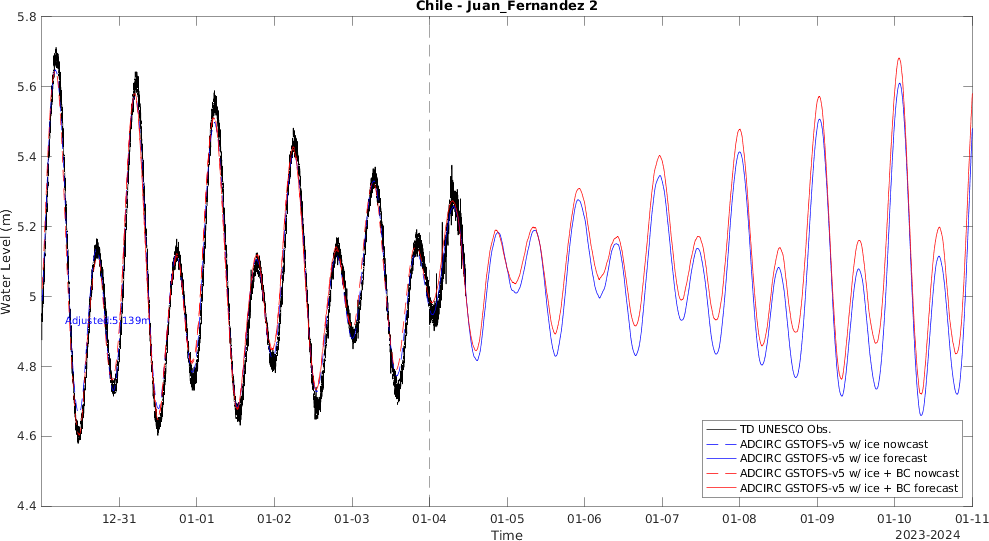 Chile - Juan_Fernandez 2
Water Level (m)
5.8
5.6
5.4
5.2
5
4.8
4.6
4.4
Adjusted:5.139m
TD UNESCO Obs.
ADCIRC GSTOFS-v5 w/ ice nowcast
ADCIRC GSTOFS-v5 w/ ice forecast
ADCIRC GSTOFS-v5 w/ ice + BC nowcast
ADCIRC GSTOFS-v5 w/ ice + BC forecast
12-31 01-01 01-02 01-03 01-04 01-05 01-06 01-07 01-08 01-09 01-10 01-11
Time
2023-2024